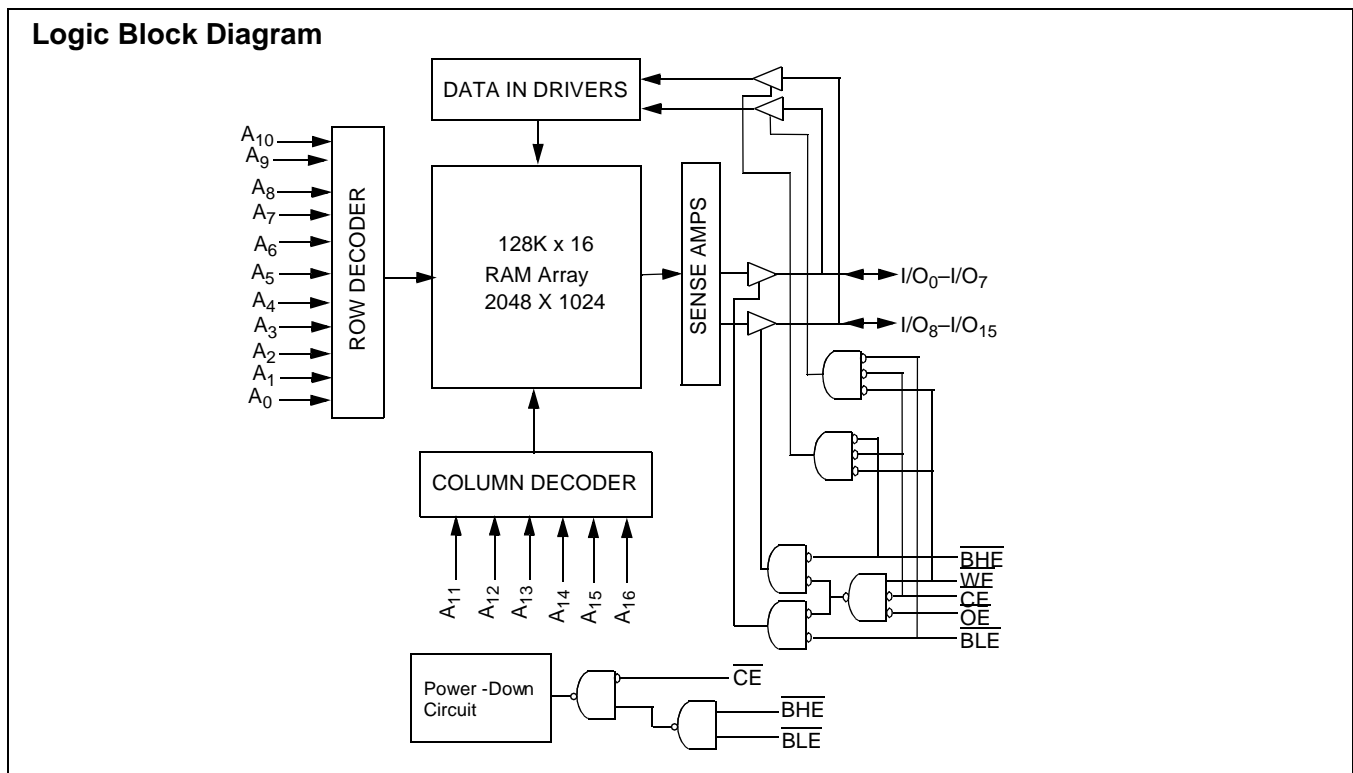 Logic Block Diagram
DATA IN DRIVERS
A10
A9
A8
A7
A6
A5
A4
A3
A2
A1
A0
ROW DECODER
128K x 16
RAM Array
2048 X 1024
SENSE AMPS
I/O0–I/O7
I/O8–I/O15
COLUMN DECODER
A11
A12
A13
A14
A15
A16
BHE
WE
CE
OE
BLE
Power -Down
Circuit
CE
BHE
BLE